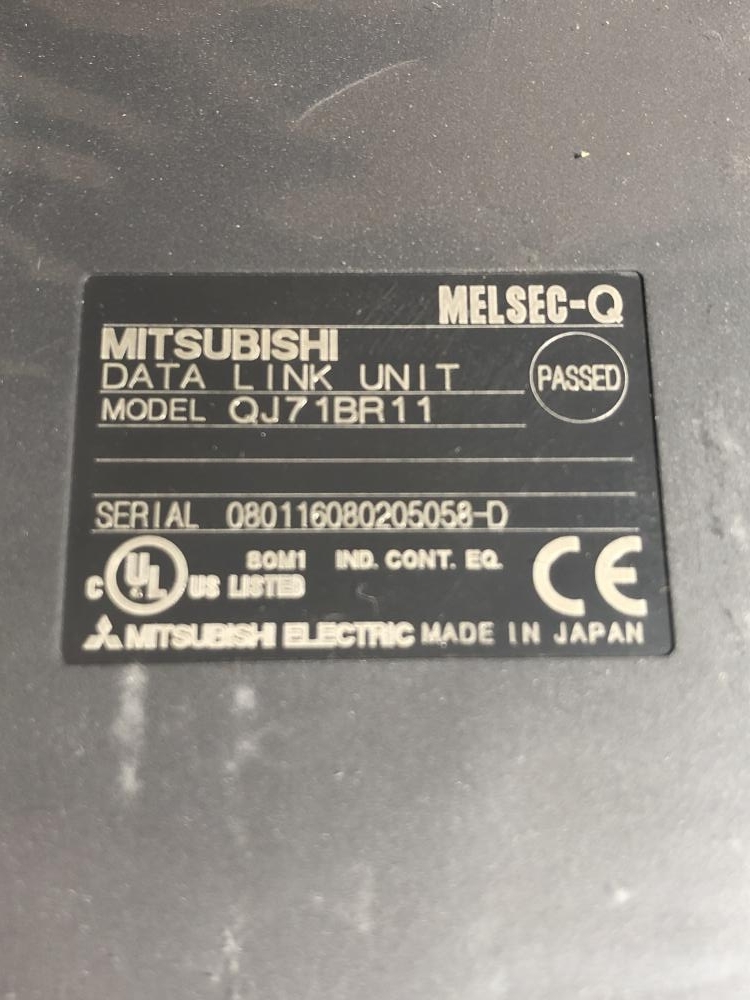 MELSEC-Q
MITSUBISHI
DATA LINK UNIT
PASSED
MODEL QJ71BR11
SERIAL 080116080205058-D
C UL US LISTED
80M1 IND. CONT. EQ.
CE
MITSUBISHI ELECTRIC MADE IN JAPAN